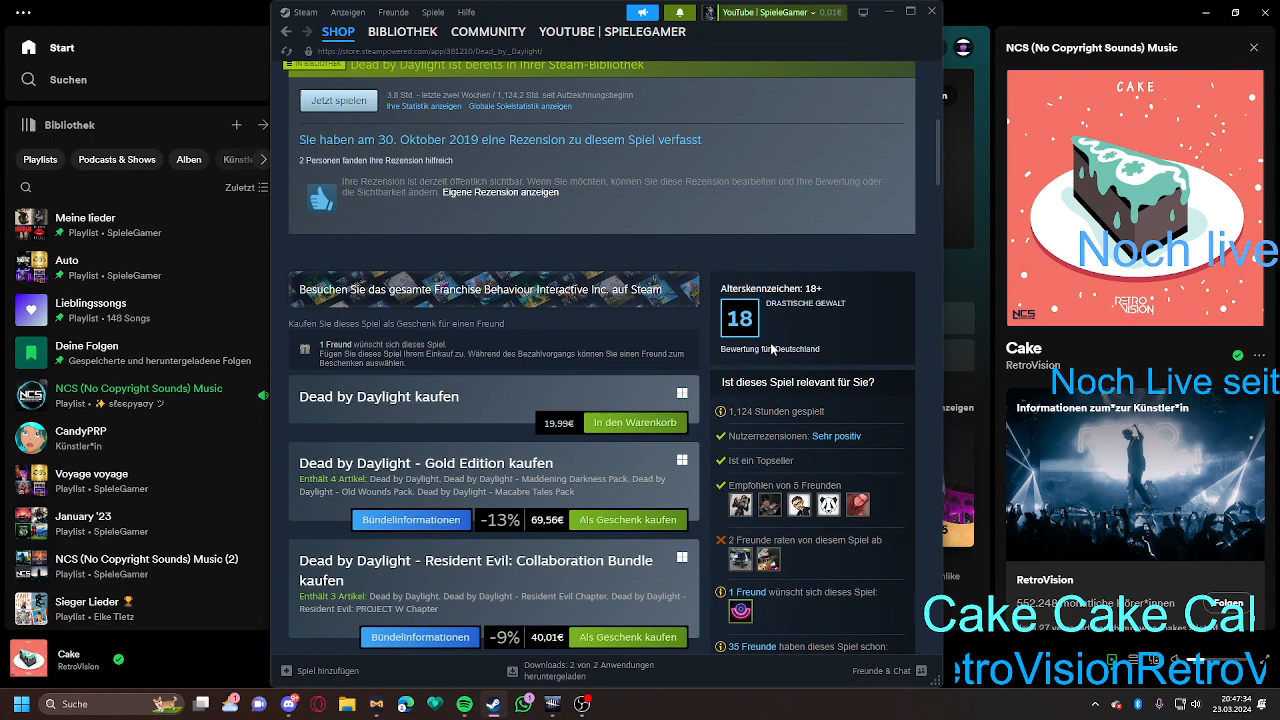 Start
Suchen
Bibliothek
Playlists
Podcasts & Shows
Alben
Künstle
Zuletzt
Meine lieder
Playlist • SpieleGamer
Auto
Playlist • SpieleGamer
Lieblingssongs
Playlist • 148 Songs
Deine Folgen
Gespeicherte und heruntergeladene Folgen
NCS (No Copyright Sounds) Music
Playlist •
CandyPRP
Künstler*in
Voyage voyage
Playlist • SpieleGamer
January '23
Playlist • SpieleGamer
NCS (No Copyright Sounds) Music (2)
Playlist • SpieleGamer
Sieger Lieder 🏆
Playlist • Elke Tietz
Cake
RetroVision
Steam
Anzeigen
Freunde
Spiele
Hilfe
YouTube | SpieleGamer
0,01€
SHOP
BIBLIOTHEK
COMMUNITY
YOUTUBE | SPIELEGAMER
https://store.steampowered.com/app/381210/Dead_by_Daylight/
IN BIBLIOTHEK
Dead by Daylight ist bereits in Ihrer Steam-Bibliothek
Jetzt spielen
3.8 Std. - letzte zwei Wochen / 1,124.2 Std. seit Aufzeichnungsbeginn
Ihre Statistik anzeigen Globale Spielstatistik anzeigen
Sie haben am 30. Oktober 2019 eine Rezension zu diesem Spiel verfasst
2 Personen fanden Ihre Rezension hilfreich
Ihre Rezension ist derzeit öffentlich sichtbar. Wenn Sie möchten, können Sie diese Rezension bearbeiten und Ihre Bewertung oder
die Sichtbarkeit ändern. Eigene Rezension anzeigen
Besuchen Sie das gesamte Franchise Behaviour Interactive Inc. auf Steam
Kaufen Sie dieses Spiel als Geschenk für einen Freund
1 Freund wünscht sich dieses Spiel.
Fügen Sie dieses Spiel Ihrem Einkauf zu. Während des Bezahlvorgangs können Sie einen Freund zum
Beschenken auswählen.
Dead by Daylight kaufen
19,99€
In den Warenkorb
Dead by Daylight - Gold Edition kaufen
Enthält 4 Artikel: Dead by Daylight, Dead by Daylight - Maddening Darkness Pack, Dead by
Daylight - Old Wounds Pack, Dead by Daylight - Macabre Tales Pack
Bündelinformationen
-13%
69,56€
Als Geschenk kaufen
Dead by Daylight - Resident Evil: Collaboration Bundle
kaufen
Enthält 3 Artikel: Dead by Daylight, Dead by Daylight - Resident Evil Chapter, Dead by Daylight -
Resident Evil: PROJECT W Chapter
Bündelinformationen
-9%
40,01€
Als Geschenk kaufen
Alterskennzeichen: 18+
18
DRASTISCHE GEWALT
Bewertung für Deutschland
Ist dieses Spiel relevant für Sie?
1,124 Stunden gespielt
Nutzerrezensionen: Sehr positiv
Ist ein Topseller
Empfohlen von 5 Freunden
2 Freunde raten von diesem Spiel ab
1 Freund wünscht sich dieses Spiel:
35 Freunde haben dieses Spiel schon:
Spiel hinzufügen
Downloads: 2 von 2 Anwendungen
heruntergeladen
Freunde & Chat
NCS (No Copyright Sounds) Music
CAKE
RETRO
VISION
NCS
Noch live
Cake
RetroVision
Noch Live seit
Informationen zum*zur Künstler*in
RetroVision
552.248 monatliche Hörer*innen
Folgen
Cake Cake Cal
etroVisionRetroV
nzeigen
nlike
Suche
20:47:34
23.03.2024